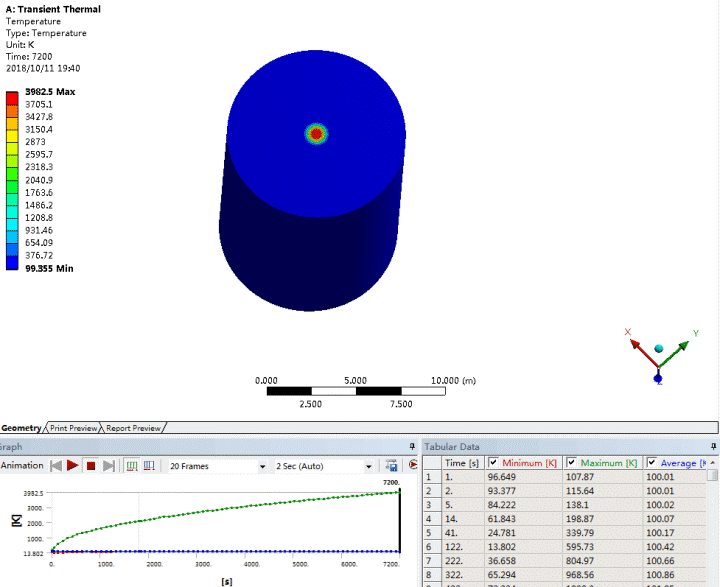 A: Transient Thermal
Temperature
Type: Temperature
Unit: K
Time: 7200
2018/10/11 19:40
3982.5 Max
3705.1
3427.8
3150.4
2873
2595.7
2318.3
2040.9
1763.6
1486.2
1208.8
931.46
654.09
376.72
99.355 Min
X
Y
Z
0.000 5.000 10.000 (m)
2.500 7.500
Geometry Print Preview Report Preview
Graph
Animation 20 Frames 2 Sec (Auto)
7200.
3982.5
3000.
2000.
1000.
13.802
[K]
0. 1000. 2000. 3000. 4000. 5000. 6000. 7200.
[s]
Tabular Data
Time [s] Minimum [K] Maximum [K] Average [K
1 1. 96.649 107.87 100.01
2 2. 93.377 115.64 100.01
3 5. 84.222 138.1 100.02
4 14. 61.843 198.87 100.07
5 41. 24.781 339.79 100.17
6 122. 13.802 595.73 100.42
7 222. 36.658 804.97 100.66
8 322. 65.294 968.56 100.86